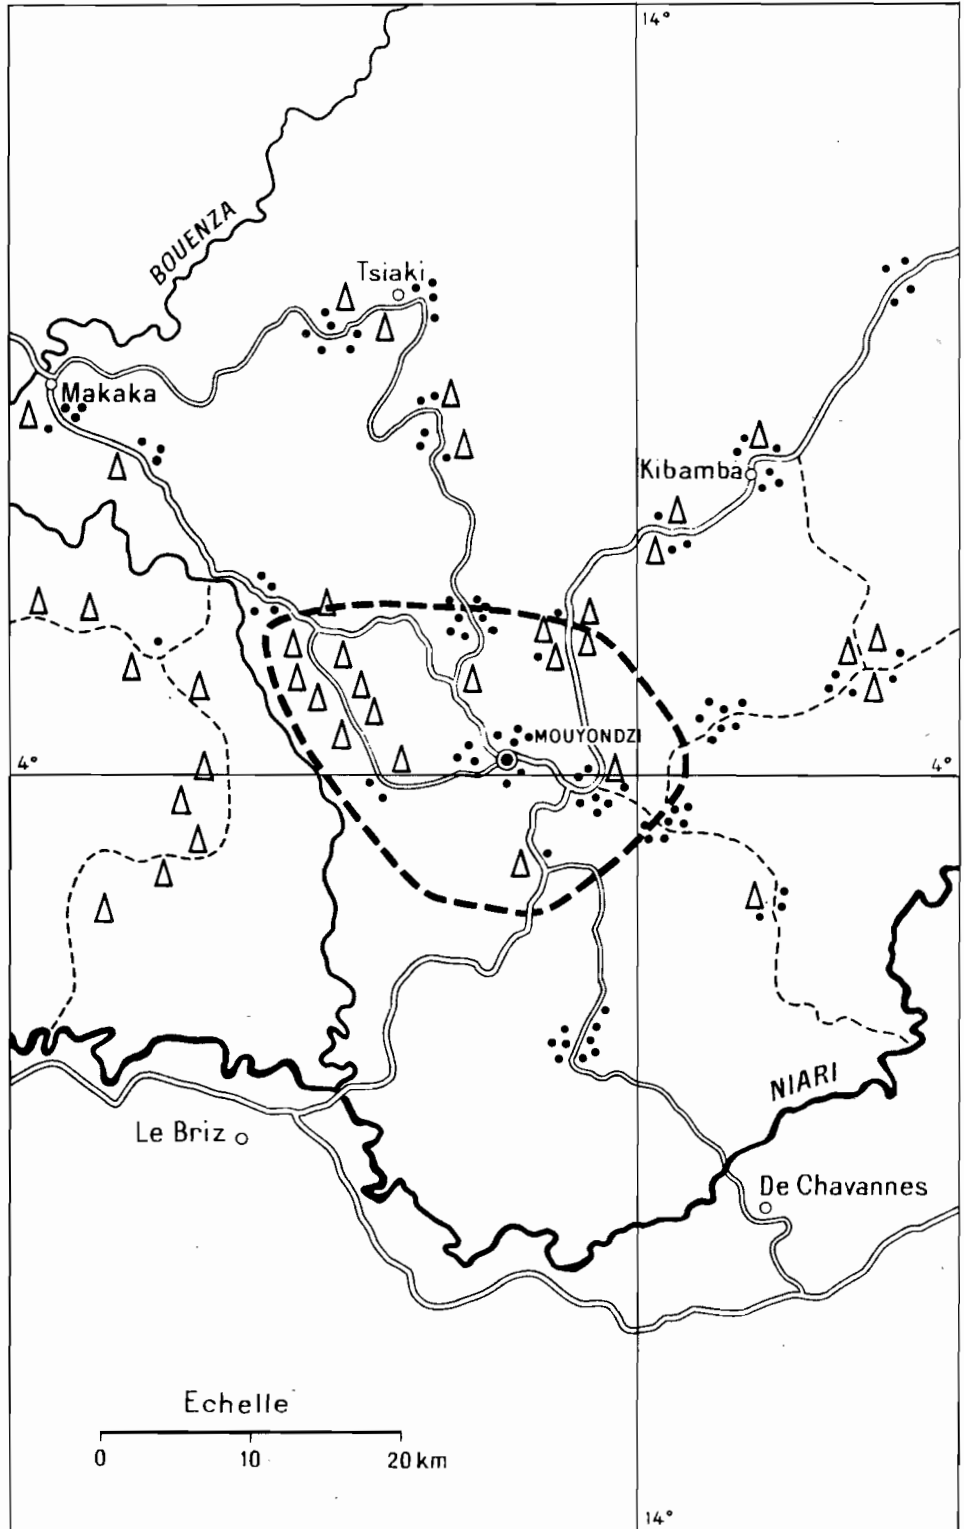 14°
BOUENZA
Tsiaki
Makaka
Kibamba
MOUYONDZI
4°
4°
NIARI
Le Briz
De Chavannes
Echelle
0 10 20 km
14°